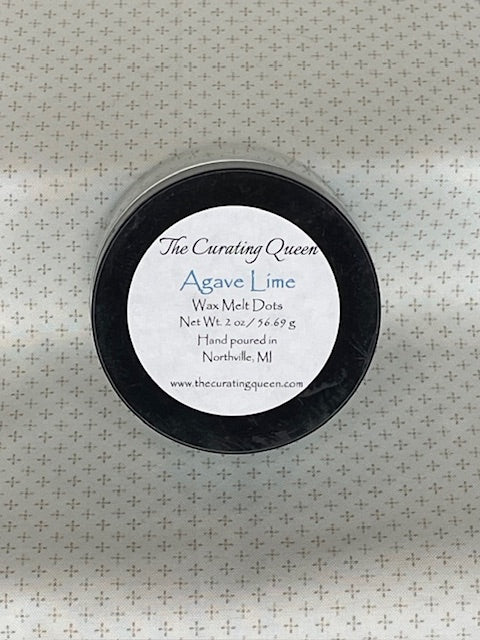 The Curating Queen
Agave Lime
Wax Melt Dots
Net Wt. 2 oz / 56.69 g
Hand poured in
Northville, MI
www.thecuratingqueen.com